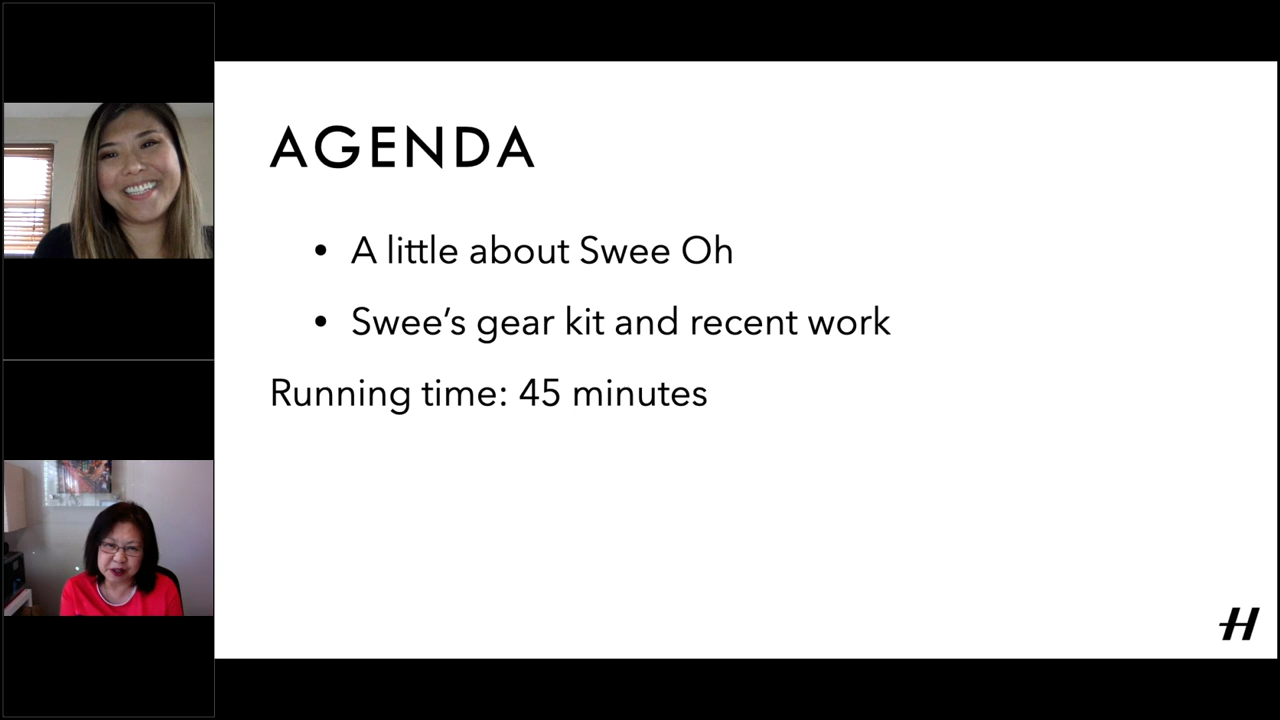 AGENDA
• A little about Swee Oh
• Swee’s gear kit and recent work
Running time: 45 minutes
H